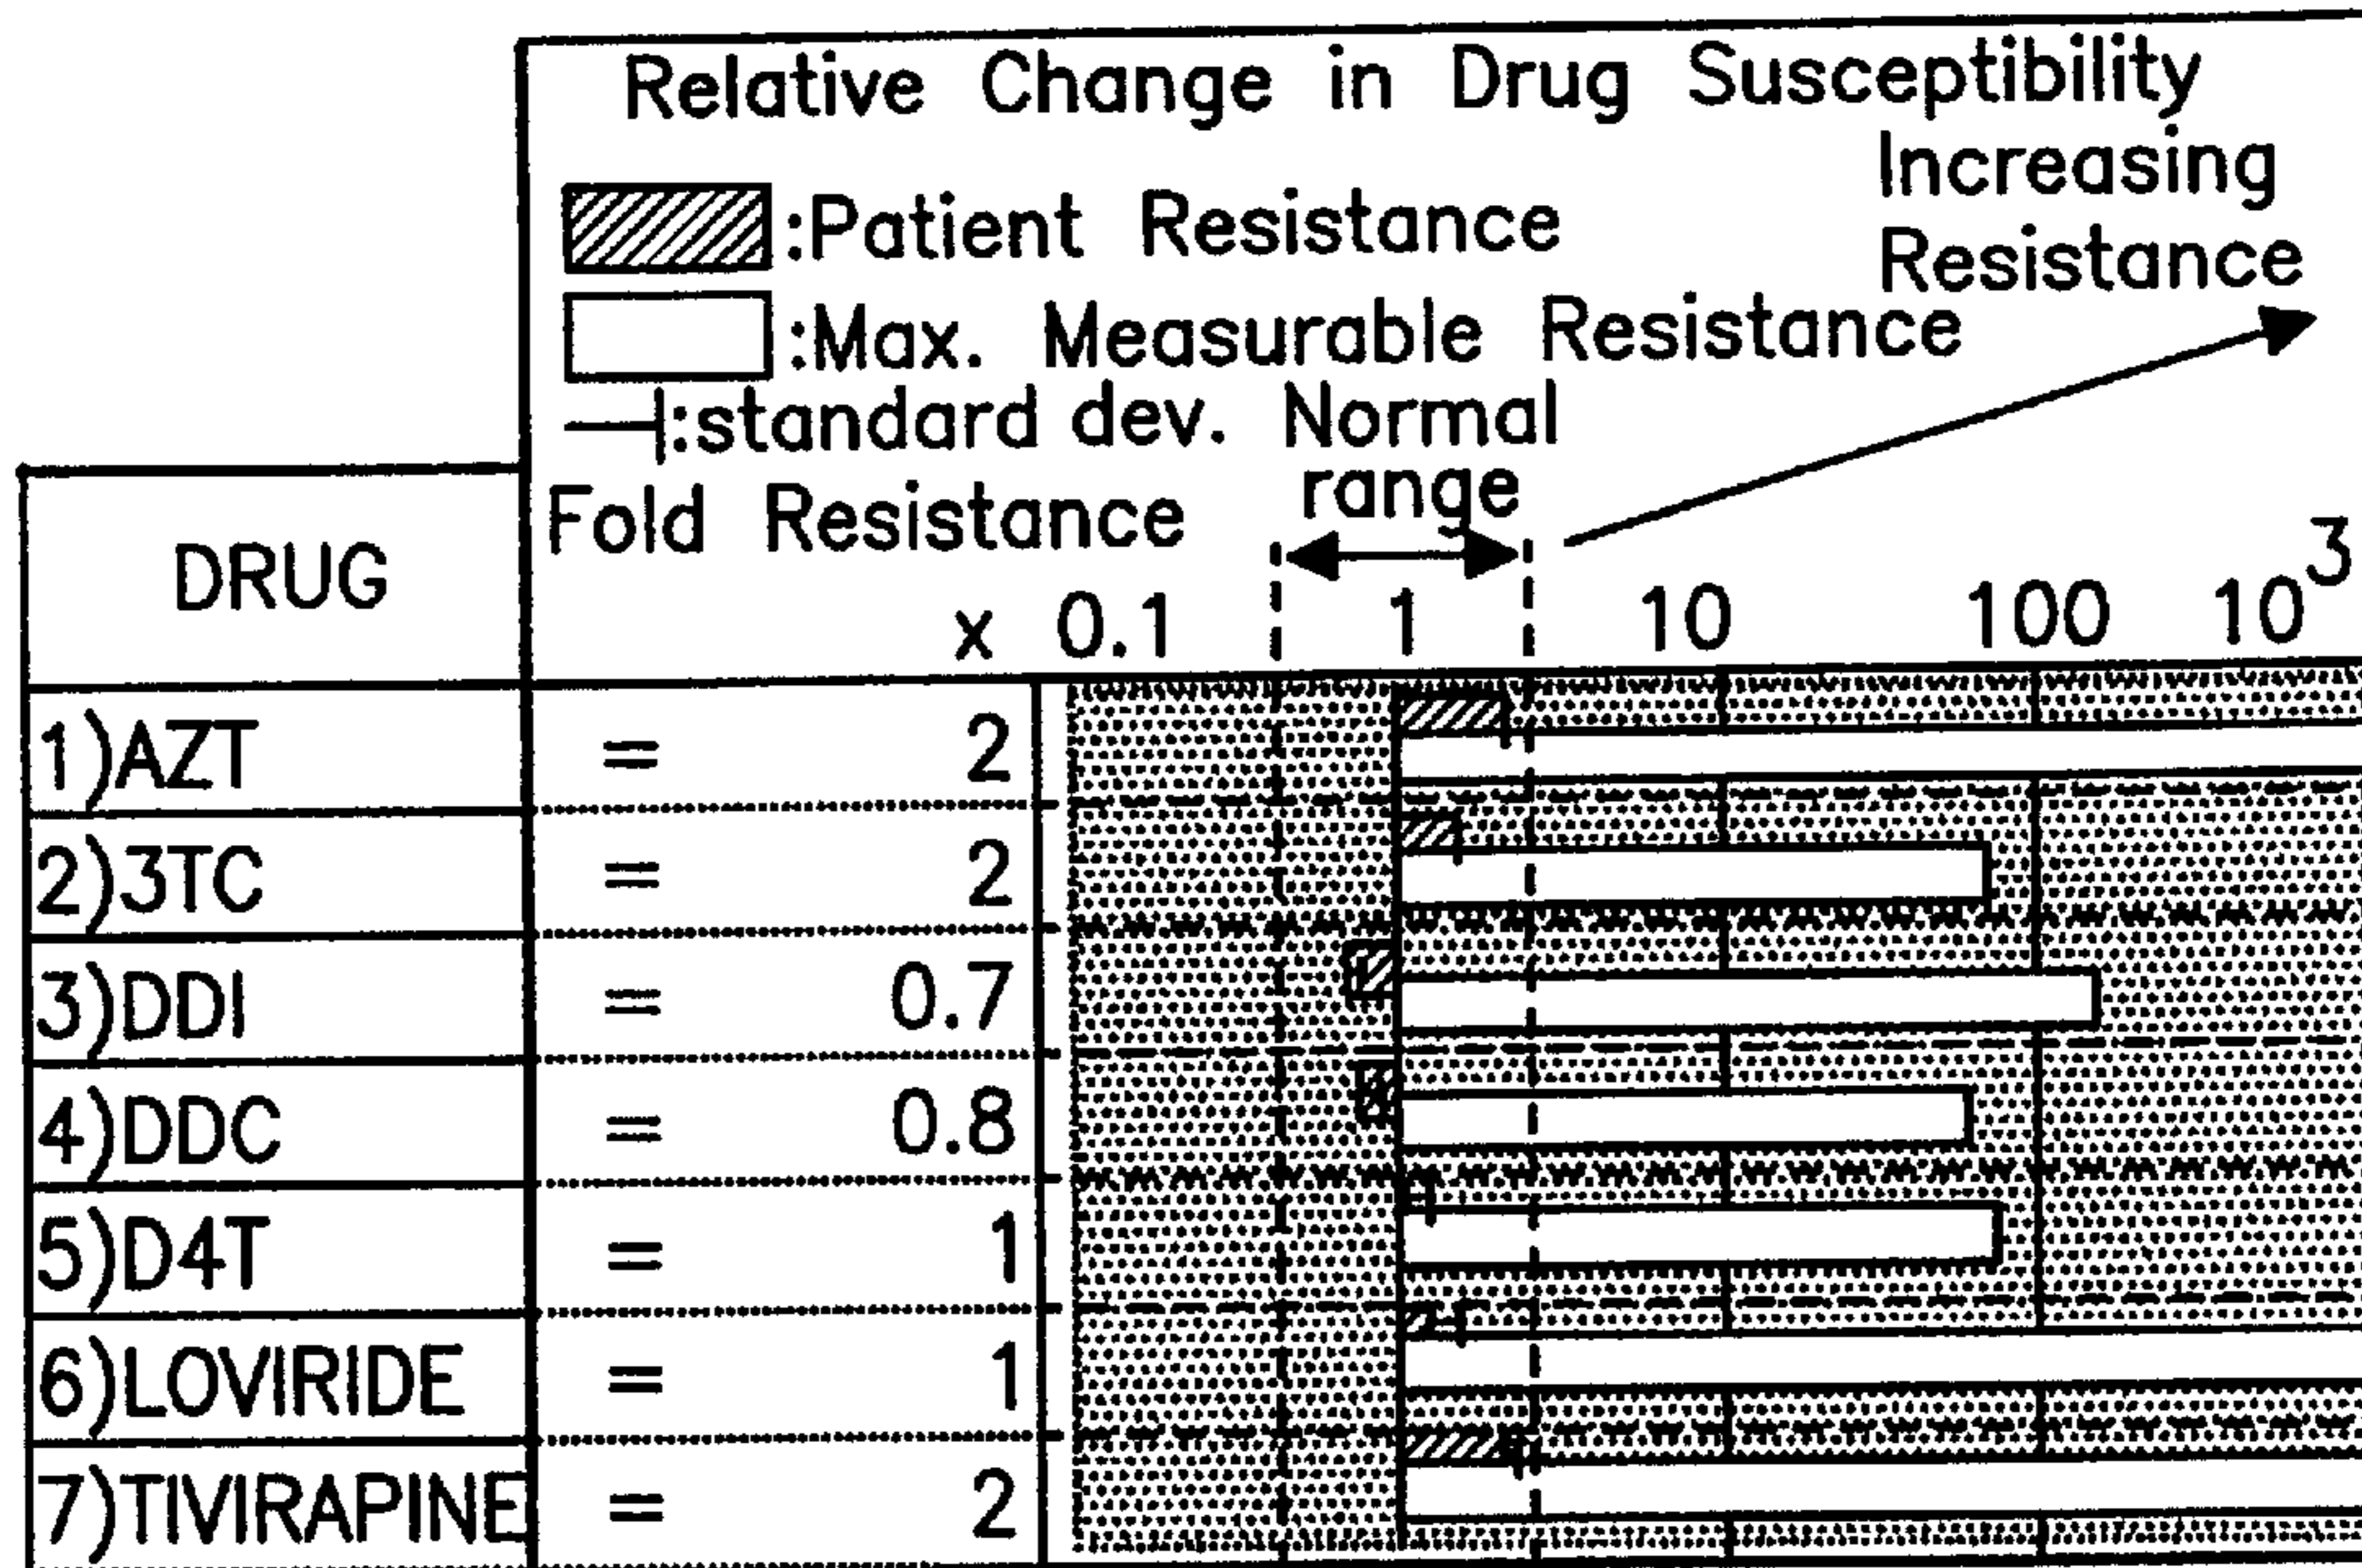 Relative Change in Drug Susceptibility
Increasing
Resistance
:Patient Resistance
:Max. Measurable Resistance
:standard dev. Normal
range
Fold Resistance
DRUG
x 0.1 1 10 100 10³
1)AZT = 2
2)3TC = 2
3)DDI = 0.7
4)DDC = 0.8
5)D4T = 1
6)LOVIRIDE = 1
7)TIVIRAPINE = 2